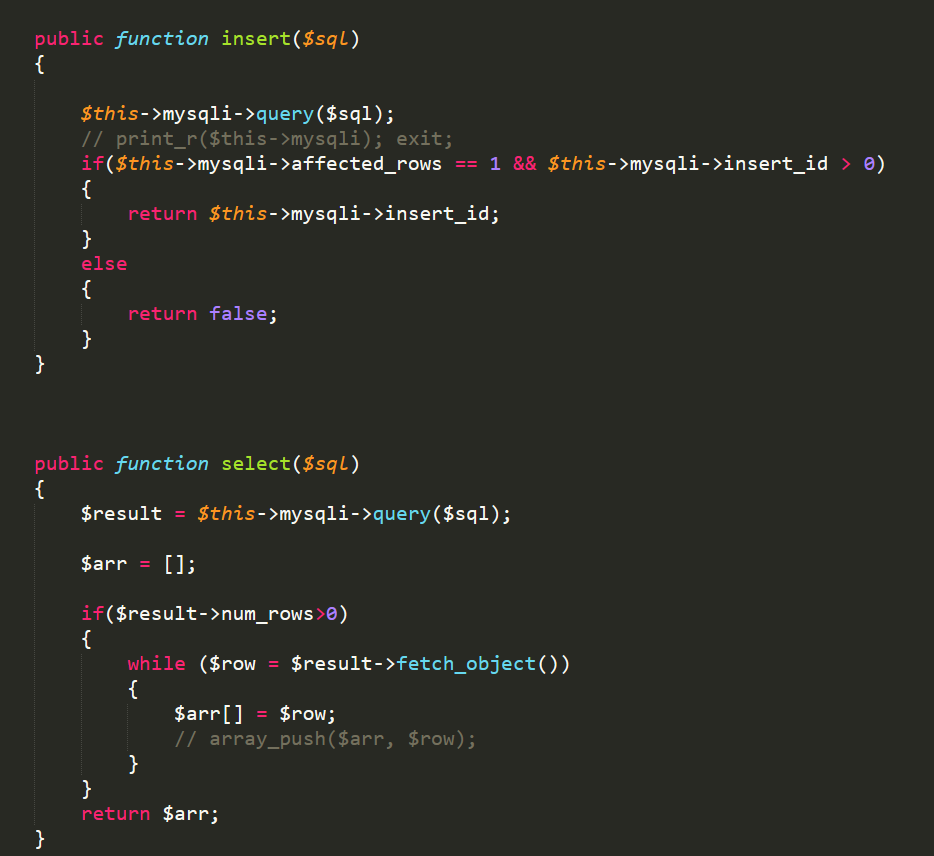 public function insert($sql)
{
$this->mysqli->query($sql);
// print_r($this->mysqli); exit;
if($this->mysqli->affected_rows == 1 && $this->mysqli->insert_id > 0)
{
return $this->mysqli->insert_id;
}
else
{
return false;
}
}
public function select($sql)
{
$result = $this->mysqli->query($sql);
$arr = [];
if($result->num_rows>0)
{
while ($row = $result->fetch_object())
{
$arr[] = $row;
// array_push($arr, $row);
}
}
return $arr;
}